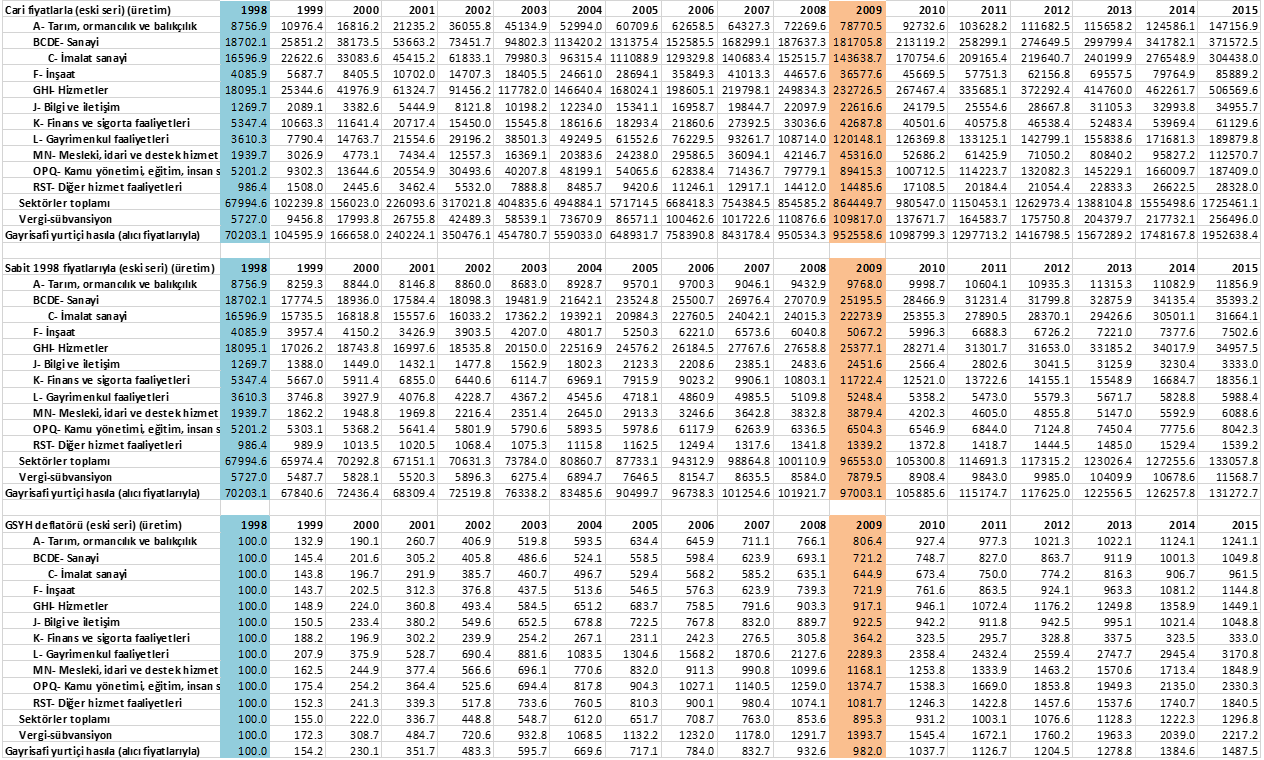 Cari fiyatlarla (eski seri) (üretim) 1998 1999 2000 2001 2002 2003 2004 2005 2006 2007 2008 2009 2010 2011 2012 2013 2014 2015
A- Tarım, ormancılık ve balıkçılık 8756.9 10976.4 16816.2 21235.2 36055.8 45134.9 52994.0 60709.6 62658.5 64327.3 72269.6 78770.5 92732.6 103628.2 111682.5 115658.2 124586.1 147156.9
BCDE- Sanayi 18702.1 25851.2 38173.5 53663.2 73451.7 94802.3 113420.2 131375.4 152585.5 168299.1 187637.3 181705.8 213119.2 258299.1 274649.5 299799.4 341782.1 371572.5
C- İmalat sanayi 16596.9 22622.6 33083.6 45415.2 61833.1 79980.3 96315.4 111088.9 129329.8 140683.4 152515.7 143638.7 170754.6 209165.4 219640.7 240199.9 276548.9 304438.0
F- İnşaat 4085.9 5687.7 8405.5 10702.0 14707.3 18405.5 24661.0 28694.1 35849.3 41013.3 44657.6 36577.6 45669.5 57751.3 62156.8 69557.5 79764.9 85889.2
GHI- Hizmetler 18095.1 25344.6 41976.9 61324.7 91456.2 117782.0 146640.4 168024.1 198605.1 219798.1 249834.3 232726.5 267467.4 335685.1 372292.4 414760.0 462261.7 506569.6
J- Bilgi ve iletişim 1269.7 2089.1 3382.6 5444.9 8121.8 10198.2 12234.0 15341.1 16958.7 19844.7 22097.9 22616.6 24179.5 25554.6 28667.8 31105.3 32993.8 34955.7
K- Finans ve sigorta faaliyetleri 5347.4 10663.3 11641.4 20717.4 15450.0 15545.8 18616.6 18293.4 21860.6 27392.5 33036.6 42687.8 40501.6 40575.8 46538.4 52483.4 53969.4 61129.6
L- Gayrimenkul faaliyetleri 3610.3 7790.4 14763.7 21554.6 29196.2 38501.3 49249.5 61552.6 76229.5 93261.7 108714.0 120148.1 126369.8 133125.1 142799.1 155838.6 171681.3 189879.8
MN- Mesleki, idari ve destek hizmet 1939.7 3026.9 4773.1 7434.4 12557.3 16369.1 20383.6 24238.0 29586.5 36094.1 42146.7 45316.0 52686.2 61425.9 71050.2 80840.2 95827.2 112570.7
OPQ- Kamu yönetimi, eğitim, insan s 5201.2 9302.3 13644.6 20554.9 30493.6 40207.8 48199.1 54065.6 62838.4 71436.7 79779.1 89415.3 100712.5 114223.7 132082.3 145229.1 166009.7 187409.0
RST- Diğer hizmet faaliyetleri 986.4 1508.0 2445.6 3462.4 5532.0 7888.8 8485.7 9420.6 11246.1 12917.1 14412.0 14485.6 17108.5 20184.4 21054.4 22833.3 26622.5 28328.0
Sektörler toplamı 67994.6 102239.8 156023.0 226093.6 317021.8 404835.6 494884.1 571714.5 668418.3 754384.5 854585.2 864449.7 980547.0 1150453.1 1262973.4 1388104.8 1555498.6 1725461.1
Vergi-sübvansiyon 5727.0 9456.8 17993.8 26755.8 42489.3 58539.1 73670.9 86571.1 100462.6 101722.6 110876.6 109817.0 137671.7 164583.7 175750.8 204379.7 217732.1 256496.0
Gayrisafi yurtiçi hasıla (alıcı fiyatlarıyla) 70203.1 104595.9 166658.0 240224.1 350476.1 454780.7 559033.0 648931.7 758390.8 843178.4 950534.3 952558.6 1098799.3 1297713.2 1416798.5 1567289.2 1748167.8 1952638.4
Sabit 1998 fiyatlarıyla (eski seri) (üretim) 1998 1999 2000 2001 2002 2003 2004 2005 2006 2007 2008 2009 2010 2011 2012 2013 2014 2015
A- Tarım, ormancılık ve balıkçılık 8756.9 8259.3 8844.0 8146.8 8860.0 8683.0 8928.7 9570.1 9700.3 9046.1 9432.9 9768.0 9998.7 10604.1 10935.3 11315.3 11082.9 11856.9
BCDE- Sanayi 18702.1 17774.5 18936.0 17584.4 18098.3 19481.9 21642.1 23524.8 25500.7 26976.4 27070.9 25195.5 28466.9 31231.4 31799.8 32875.9 34135.4 35393.2
C- İmalat sanayi 16596.9 15735.5 16818.8 15557.6 16033.2 17362.2 19392.1 20984.3 22760.5 24042.1 24015.3 22273.9 25355.3 27890.5 28370.1 29426.6 30501.1 31664.1
F- İnşaat 4085.9 3957.4 4150.2 3426.9 3903.5 4207.0 4801.7 5250.3 6221.0 6573.6 6040.8 5067.2 5996.3 6688.3 6726.2 7221.0 7377.6 7502.6
GHI- Hizmetler 18095.1 17026.2 18743.8 16997.6 18535.8 20150.0 22516.9 24576.2 26184.5 27767.6 27658.8 25377.1 28271.4 31301.7 31653.0 33185.2 34017.9 34957.5
J- Bilgi ve iletişim 1269.7 1388.0 1449.0 1432.1 1477.8 1562.9 1802.3 2123.3 2208.6 2385.1 2483.6 2451.6 2566.4 2802.6 3041.5 3125.9 3230.4 3333.0
K- Finans ve sigorta faaliyetleri 5347.4 5667.0 5911.4 6855.0 6440.6 6114.7 6969.1 7915.9 9023.2 9906.1 10803.1 11722.4 12521.0 13722.6 14155.1 15548.9 16684.7 18356.1
L- Gayrimenkul faaliyetleri 3610.3 3746.8 3927.9 4076.8 4228.7 4367.2 4545.6 4718.1 4860.9 4985.5 5109.8 5248.4 5358.2 5473.0 5579.3 5671.7 5828.8 5988.4
MN- Mesleki, idari ve destek hizmet 1939.7 1862.2 1948.8 1969.8 2216.4 2351.4 2645.0 2913.3 3246.6 3642.8 3832.8 3879.4 4202.3 4605.0 4855.8 5147.0 5592.9 6088.6
OPQ- Kamu yönetimi, eğitim, insan s 5201.2 5303.1 5368.2 5641.4 5801.9 5790.6 5893.5 5978.6 6117.9 6263.9 6336.5 6504.3 6546.9 6844.0 7124.8 7450.4 7775.6 8042.3
RST- Diğer hizmet faaliyetleri 986.4 989.9 1013.5 1020.5 1068.4 1075.3 1115.8 1162.5 1249.4 1317.6 1341.8 1339.2 1372.8 1418.7 1444.5 1485.0 1529.4 1539.2
Sektörler toplamı 67994.6 65974.4 70292.8 67151.1 70631.3 73784.0 80860.7 87733.1 94312.9 98864.8 100110.9 96553.0 105300.8 114691.3 117315.2 123026.4 127255.6 133057.8
Vergi-sübvansiyon 5727.0 5487.7 5828.1 5520.3 5896.3 6275.4 6894.7 7646.5 8154.7 8635.5 8584.0 7879.5 8908.4 9843.0 9985.0 10409.9 10678.6 11568.7
Gayrisafi yurtiçi hasıla (alıcı fiyatlarıyla) 70203.1 67840.6 72436.4 68309.4 72519.8 76338.2 83485.6 90499.7 96738.3 101254.6 101921.7 97003.1 105885.6 115174.7 117625.0 122556.5 126257.8 131272.7
GSYH deflatörü (eski seri) (üretim) 1998 1999 2000 2001 2002 2003 2004 2005 2006 2007 2008 2009 2010 2011 2012 2013 2014 2015
A- Tarım, ormancılık ve balıkçılık 100.0 132.9 190.1 260.7 406.9 519.8 593.5 634.4 645.9 711.1 766.1 806.4 927.4 977.3 1021.3 1022.1 1124.1 1241.1
BCDE- Sanayi 100.0 145.4 201.6 305.2 405.8 486.6 524.1 558.5 598.4 623.9 693.1 721.2 748.7 827.0 863.7 911.9 1001.3 1049.8
C- İmalat sanayi 100.0 143.8 196.7 291.9 385.7 460.7 496.7 529.4 568.2 585.2 635.1 644.9 673.4 750.0 774.2 816.3 906.7 961.5
F- İnşaat 100.0 143.7 202.5 312.3 376.8 437.5 513.6 546.5 576.3 623.9 739.3 721.9 761.6 863.5 924.1 963.3 1081.2 1144.8
GHI- Hizmetler 100.0 148.9 224.0 360.8 493.4 584.5 651.2 683.7 758.5 791.6 903.3 917.1 946.1 1072.4 1176.2 1249.8 1358.9 1449.1
J- Bilgi ve iletişim 100.0 150.5 233.4 380.2 549.6 652.5 678.8 722.5 767.8 832.0 889.7 922.5 942.2 911.8 942.5 995.1 1021.4 1048.8
K- Finans ve sigorta faaliyetleri 100.0 188.2 196.9 302.2 239.9 254.2 267.1 231.1 242.3 276.5 305.8 364.2 323.5 295.7 328.8 337.5 323.5 333.0
L- Gayrimenkul faaliyetleri 100.0 207.9 375.9 528.7 690.4 881.6 1083.5 1304.6 1568.2 1870.6 2127.6 2289.3 2358.4 2432.4 2559.4 2747.7 2945.4 3170.8
MN- Mesleki, idari ve destek hizmet 100.0 162.5 244.9 377.4 566.6 696.1 770.6 832.0 911.3 990.8 1099.6 1168.1 1253.8 1333.9 1463.2 1570.6 1713.4 1848.9
OPQ- Kamu yönetimi, eğitim, insan s 100.0 175.4 254.2 364.4 525.6 694.4 817.8 904.3 1027.1 1140.5 1259.0 1374.7 1538.3 1669.0 1853.8 1949.3 2135.0 2330.3
RST- Diğer hizmet faaliyetleri 100.0 152.3 241.3 339.3 517.8 733.6 760.5 810.3 900.1 980.4 1074.1 1081.7 1246.3 1422.8 1457.6 1537.6 1740.7 1840.5
Sektörler toplamı 100.0 155.0 222.0 336.7 448.8 548.7 612.0 651.7 708.7 763.0 853.6 895.3 931.2 1003.1 1076.6 1128.3 1222.3 1296.8
Vergi-sübvansiyon 100.0 172.3 308.7 484.7 720.6 932.8 1068.5 1132.2 1232.0 1178.0 1291.7 1393.7 1545.4 1672.1 1760.2 1963.3 2039.0 2217.2
Gayrisafi yurtiçi hasıla (alıcı fiyatlarıyla) 100.0 154.2 230.1 351.7 483.3 595.7 669.6 717.1 784.0 832.7 932.6 982.0 1037.7 1126.7 1204.5 1278.8 1384.6 1487.5